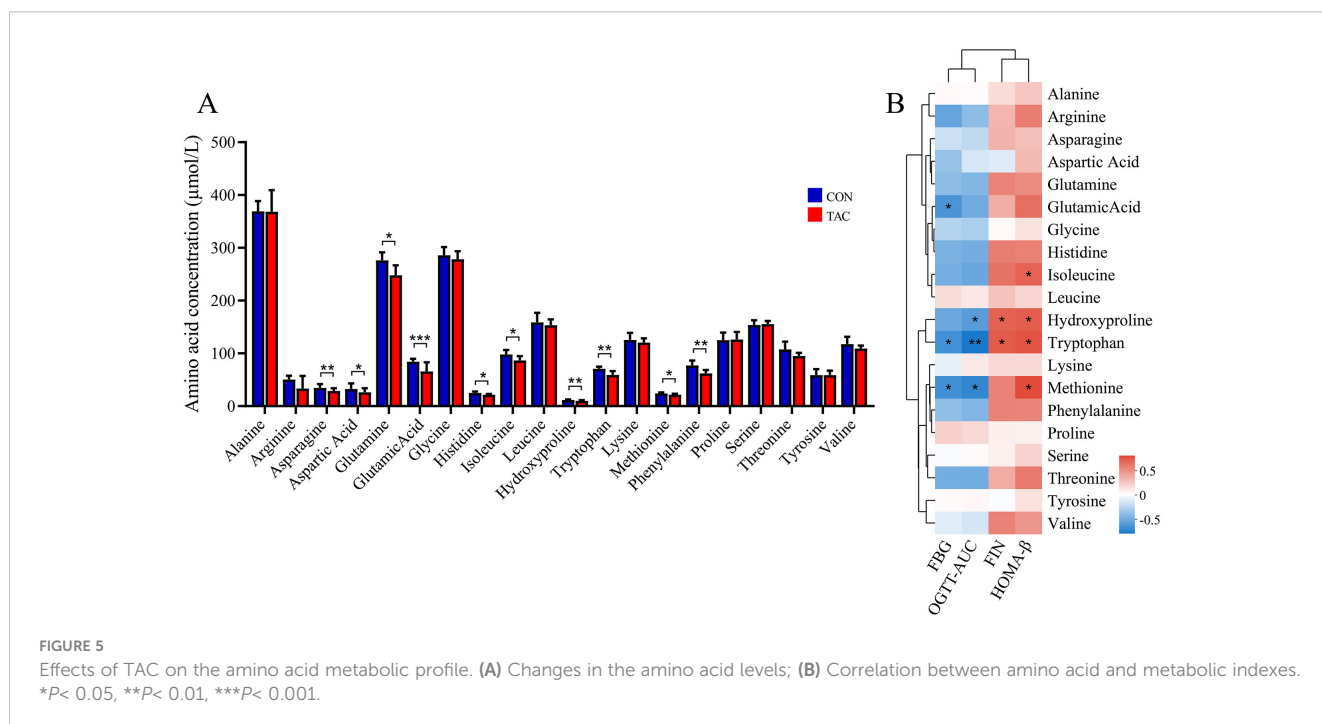 A
B
Amino acid concentration (μmol/L)
500
400
300
200
100
0
CON
TAC
*
***
**
*
*
*
**
**
*
**
Alanine
Arginine
Asparagine
Aspartic Acid
Glutamine
GlutamicAcid
Glycine
Histidine
Isoleucine
Leucine
Hydroxyproline
Tryptophan
Lysine
Methionine
Phenylalanine
Proline
Serine
Threonine
Tyrosine
Valine
Alanine
Arginine
Asparagine
Aspartic Acid
Glutamine
* GlutamicAcid
Glycine
Histidine
* Isoleucine
Leucine
* * * Hydroxyproline
* ** * * Tryptophan
Lysine
* * * Methionine
Phenylalanine
Proline
Serine
Threonine
Tyrosine
Valine
0.5
0
-0.5
FBG
OGTT-AUC
FIN
HOMA-β
FIGURE 5
Effects of TAC on the amino acid metabolic profile. (A) Changes in the amino acid levels; (B) Correlation between amino acid and metabolic indexes.
*P< 0.05, **P< 0.01, ***P< 0.001.